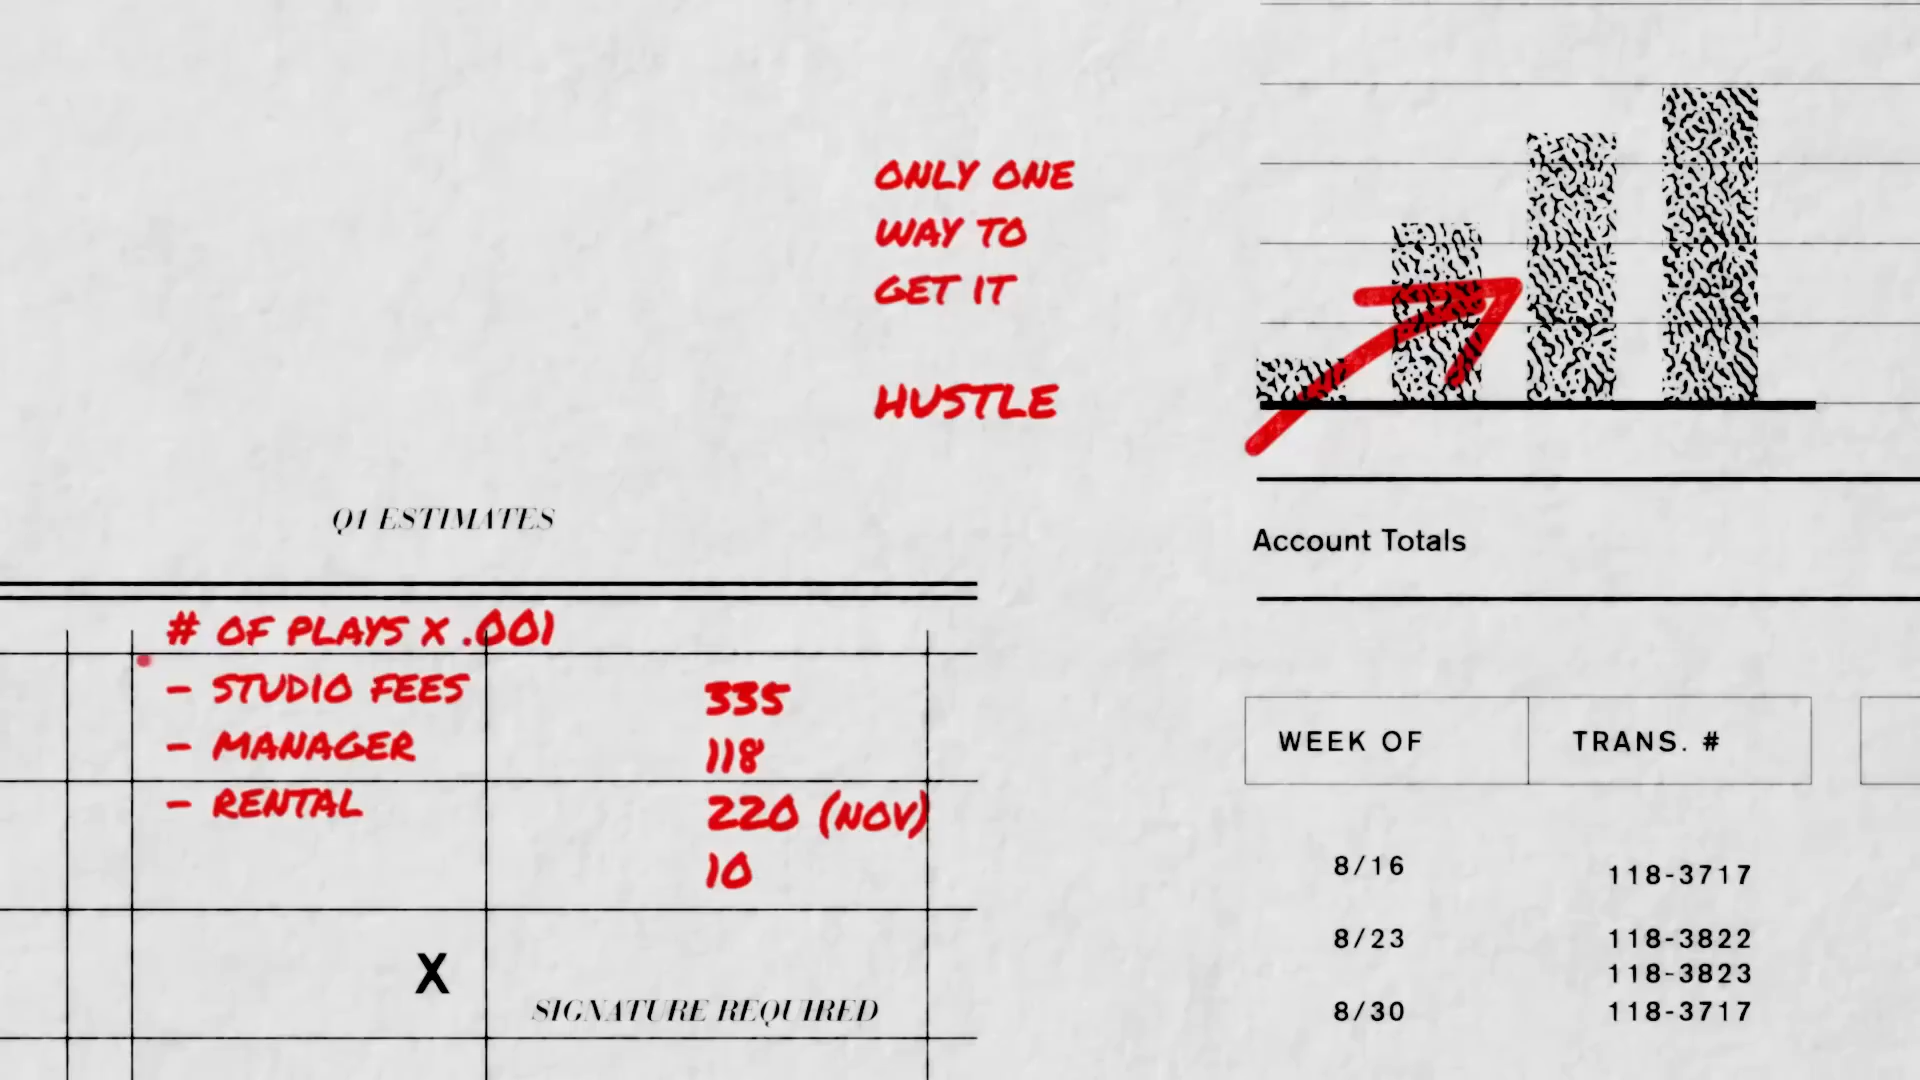 ONLY ONE
WAY TO
GET IT
HUSTLE
Q1 ESTIMATES
# OF PLAYS X .001
- STUDIO FEES
- MANAGER
- RENTAL
335
118
220 (NOV)
10
X
SIGNATURE REQUIRED
Account Totals
WEEK OF TRANS. #
8/16 118-3717
8/23 118-3822
118-3823
8/30 118-3717